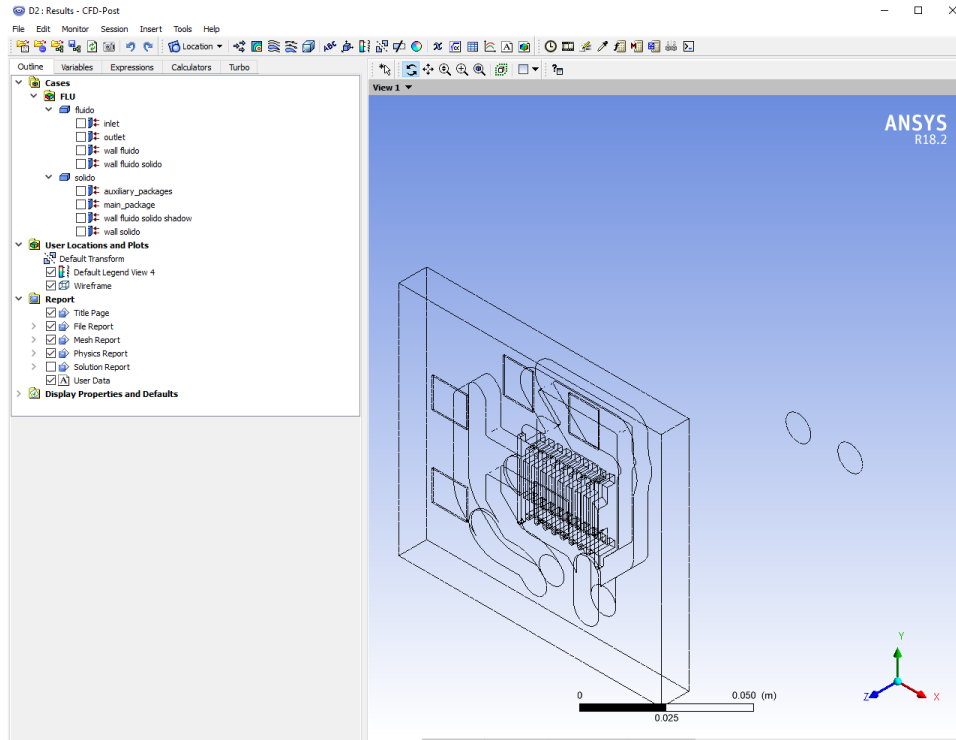 D2 : Results - CFD-Post
File Edit Monitor Session Insert Tools Help
Location
Outline Variables Expressions Calculators Turbo
View 1
Cases
FLU
fluido
inlet
outlet
wall fluido
wall fluido solido
solido
auxiliary_packages
main_package
wall fluido solido shadow
wall solido
User Locations and Plots
Default Transform
Default Legend View 4
Wireframe
Report
Title Page
File Report
Mesh Report
Physics Report
Solution Report
A User Data
Display Properties and Defaults
ANSYS
R18.2
Y
Z X
0 0.050 (m)
0.025